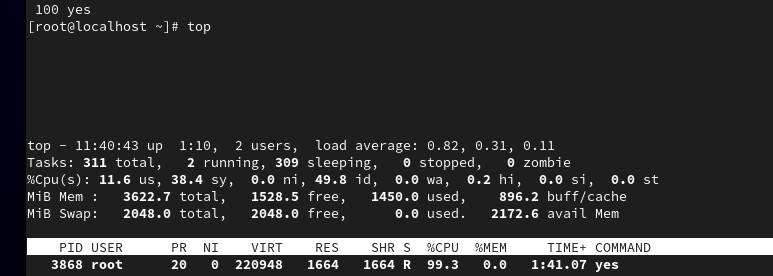 100 yes
[root@localhost ~]# top
top - 11:40:43 up  1:10,  2 users,  load average: 0.82, 0.31, 0.11
Tasks: 311 total,   2 running, 309 sleeping,   0 stopped,   0 zombie
%Cpu(s): 11.6 us, 38.4 sy,  0.0 ni, 49.8 id,  0.0 wa,  0.2 hi,  0.0 si,  0.0 st
MiB Mem :   3622.7 total,   1528.5 free,   1450.0 used,    896.2 buff/cache
MiB Swap:   2048.0 total,   2048.0 free,      0.0 used.   2172.6 avail Mem
PID USER      PR  NI    VIRT    RES    SHR S  %CPU  %MEM     TIME+ COMMAND
3868 root      20   0  220948   1664   1664 R  99.3   0.0   1:41.07 yes